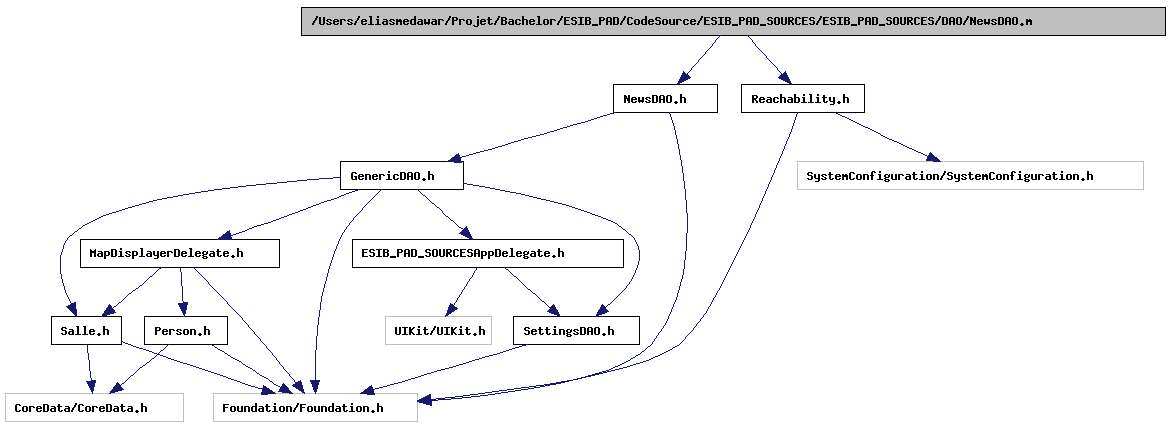 /Users/eliasmedawar/Projet/Bachelor/ESIB_PAD/CodeSource/ESIB_PAD_SOURCES/ESIB_PAD_SOURCES/DAO/NewsDAO.m
NewsDAO.h
Reachability.h
GenericDAO.h
SystemConfiguration/SystemConfiguration.h
MapDisplayerDelegate.h
ESIB_PAD_SOURCESAppDelegate.h
Salle.h
Person.h
UIKit/UIKit.h
SettingsDAO.h
CoreData/CoreData.h
Foundation/Foundation.h